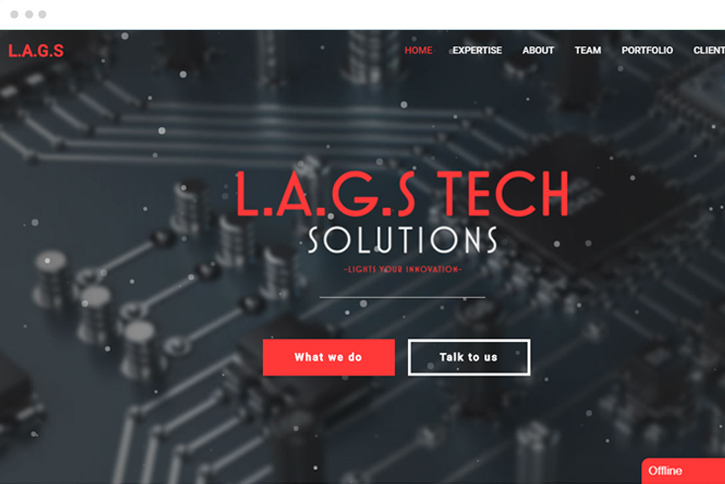 L.A.G.S
HOME EXPERTISE ABOUT TEAM PORTFOLIO CLIENT
L.A.G.S TECH
SOLUTIONS
-LIGHTS YOUR INNOVATION-
What we do Talk to us
Offline